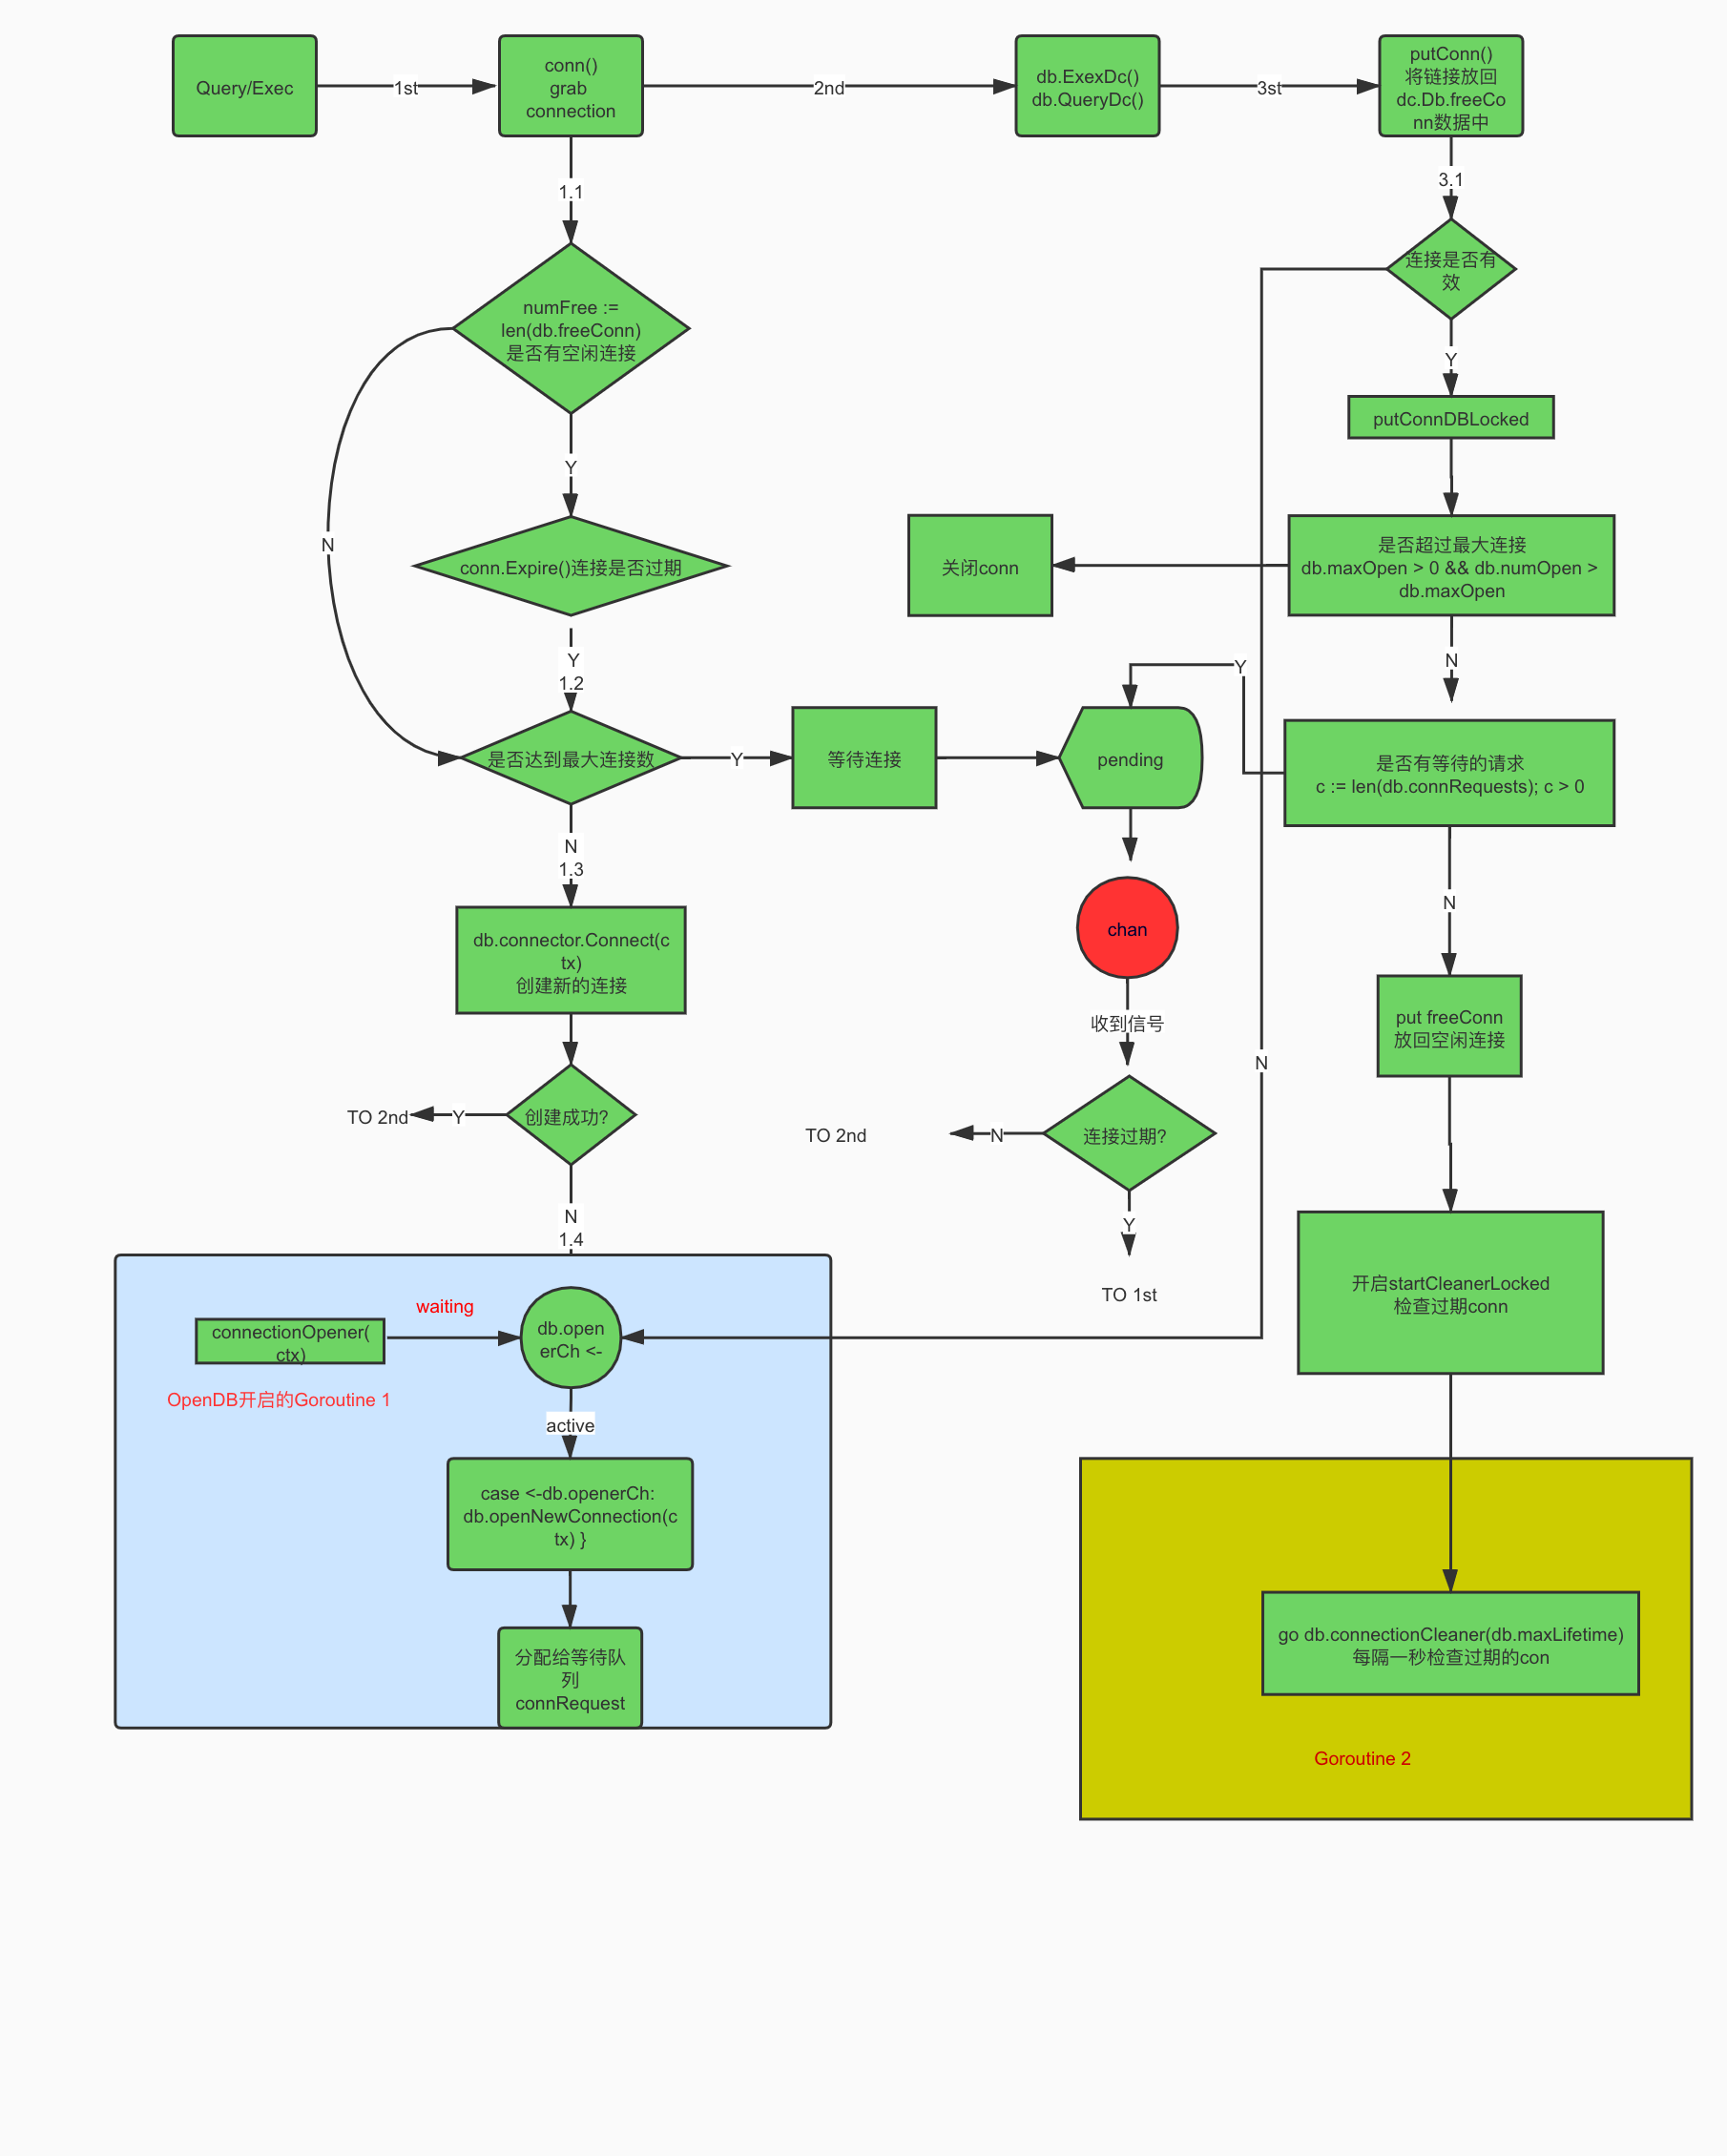 Query/Exec
1st
conn()
grab
connection
2nd
db.ExexDc()
db.QueryDc()
3st
putConn()
将链接放回
dc.Db.freeCo
nn数据中
1.1
numFree :=
len(db.freeConn)
是否有空闲连接
N
Y
conn.Expire()连接是否过期
Y
1.2
是否达到最大连接数
Y
等待连接
pending
N
1.3
db.connector.Connect(c
tx)
创建新的连接
创建成功?
Y
TO 2nd
N
1.4
chan
收到信号
连接过期?
N
TO 2nd
Y
TO 1st
3.1
连接是否有
效
N
Y
putConnDBLocked
是否超过最大连接
db.maxOpen > 0 && db.numOpen >
db.maxOpen
关闭conn
N
是否有等待的请求
c := len(db.connRequests); c > 0
Y
N
put freeConn
放回空闲连接
开启startCleanerLocked
检查过期conn
waiting
connectionOpener(
ctx)
db.open
erCh <-
OpenDB开启的Goroutine 1
active
case <-db.openerCh:
db.openNewConnection(c
tx) }
分配给等待队
列
connRequest
go db.connectionCleaner(db.maxLifetime)
每隔一秒检查过期的con
Goroutine 2